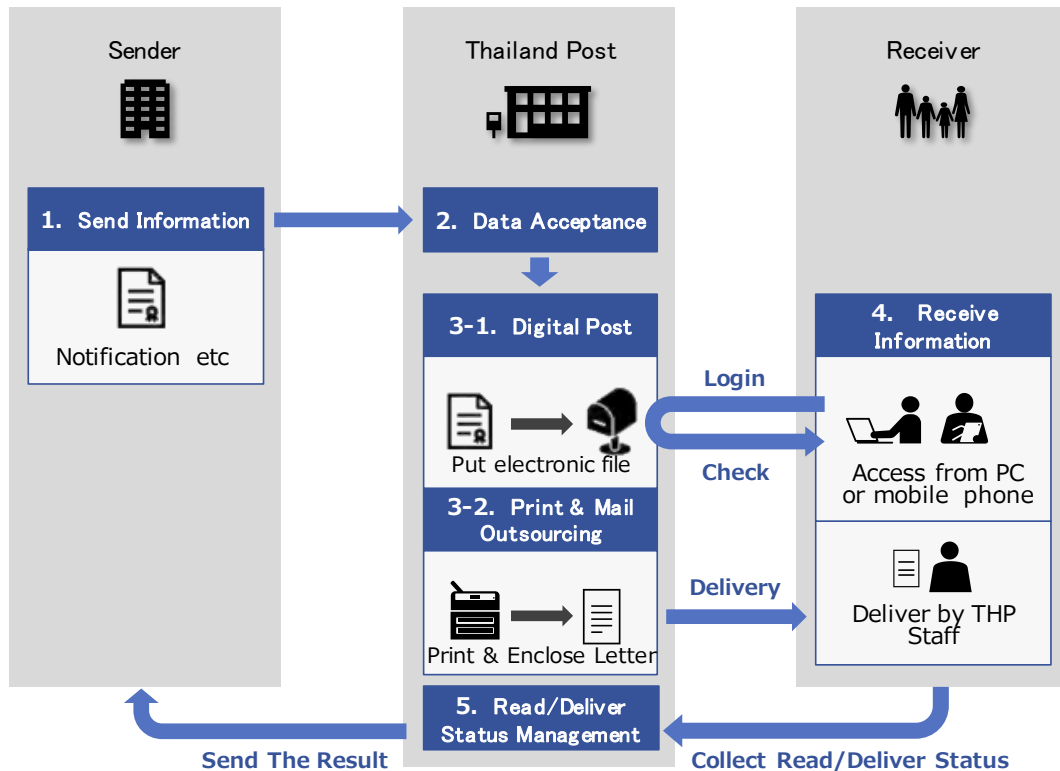 Sender
Thailand Post
Receiver
1. Send Information
Notification etc
2. Data Acceptance
3-1. Digital Post
Put electronic file
3-2. Print & Mail
Outsourcing
Print & Enclose Letter
Login
Check
Delivery
4. Receive
Information
Access from PC
or mobile phone
Deliver by THP
Staff
5. Read/Deliver
Status Management
Send The Result
Collect Read/Deliver Status